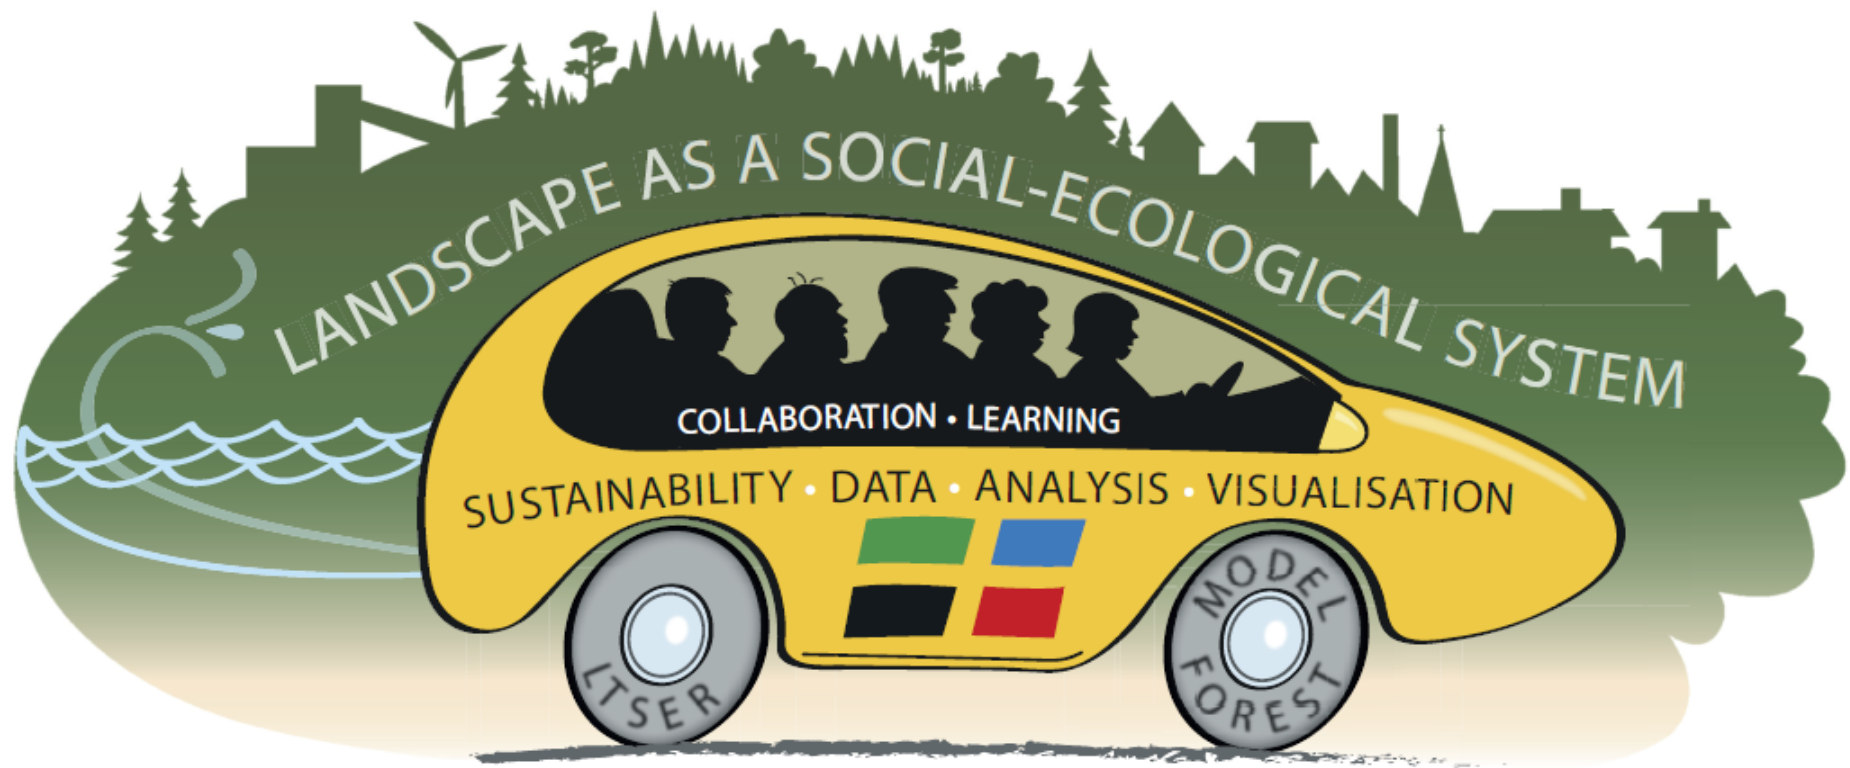 LANDSCAPE AS A SOCIAL-ECOLOGICAL SYSTEM
COLLABORATION • LEARNING
SUSTAINABILITY • DATA • ANALYSIS • VISUALISATION
LTSER
MODEL
FOREST